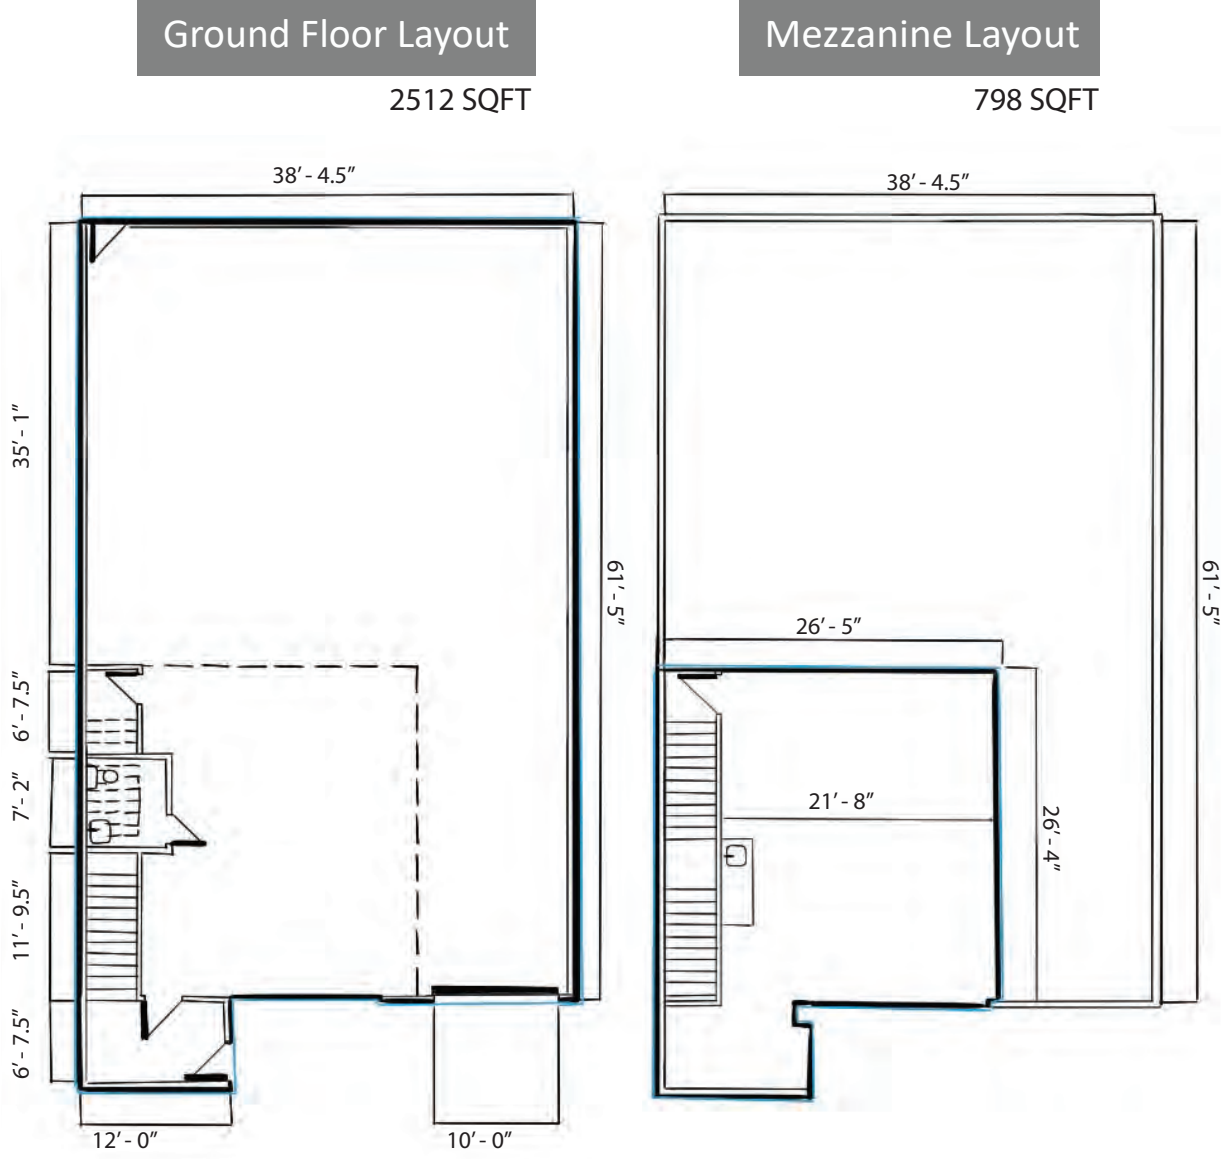 Ground Floor Layout
2512 SQFT
Mezzanine Layout
798 SQFT
38’ - 4.5”
38’ - 4.5”
35’ - 1”
61’ - 5”
61’ - 5”
26’ - 5”
6’ - 7.5”
7’ - 2”
21’ - 8”
26’ - 4”
11’ - 9.5”
6’ - 7.5”
12’ - 0”
10’ - 0”